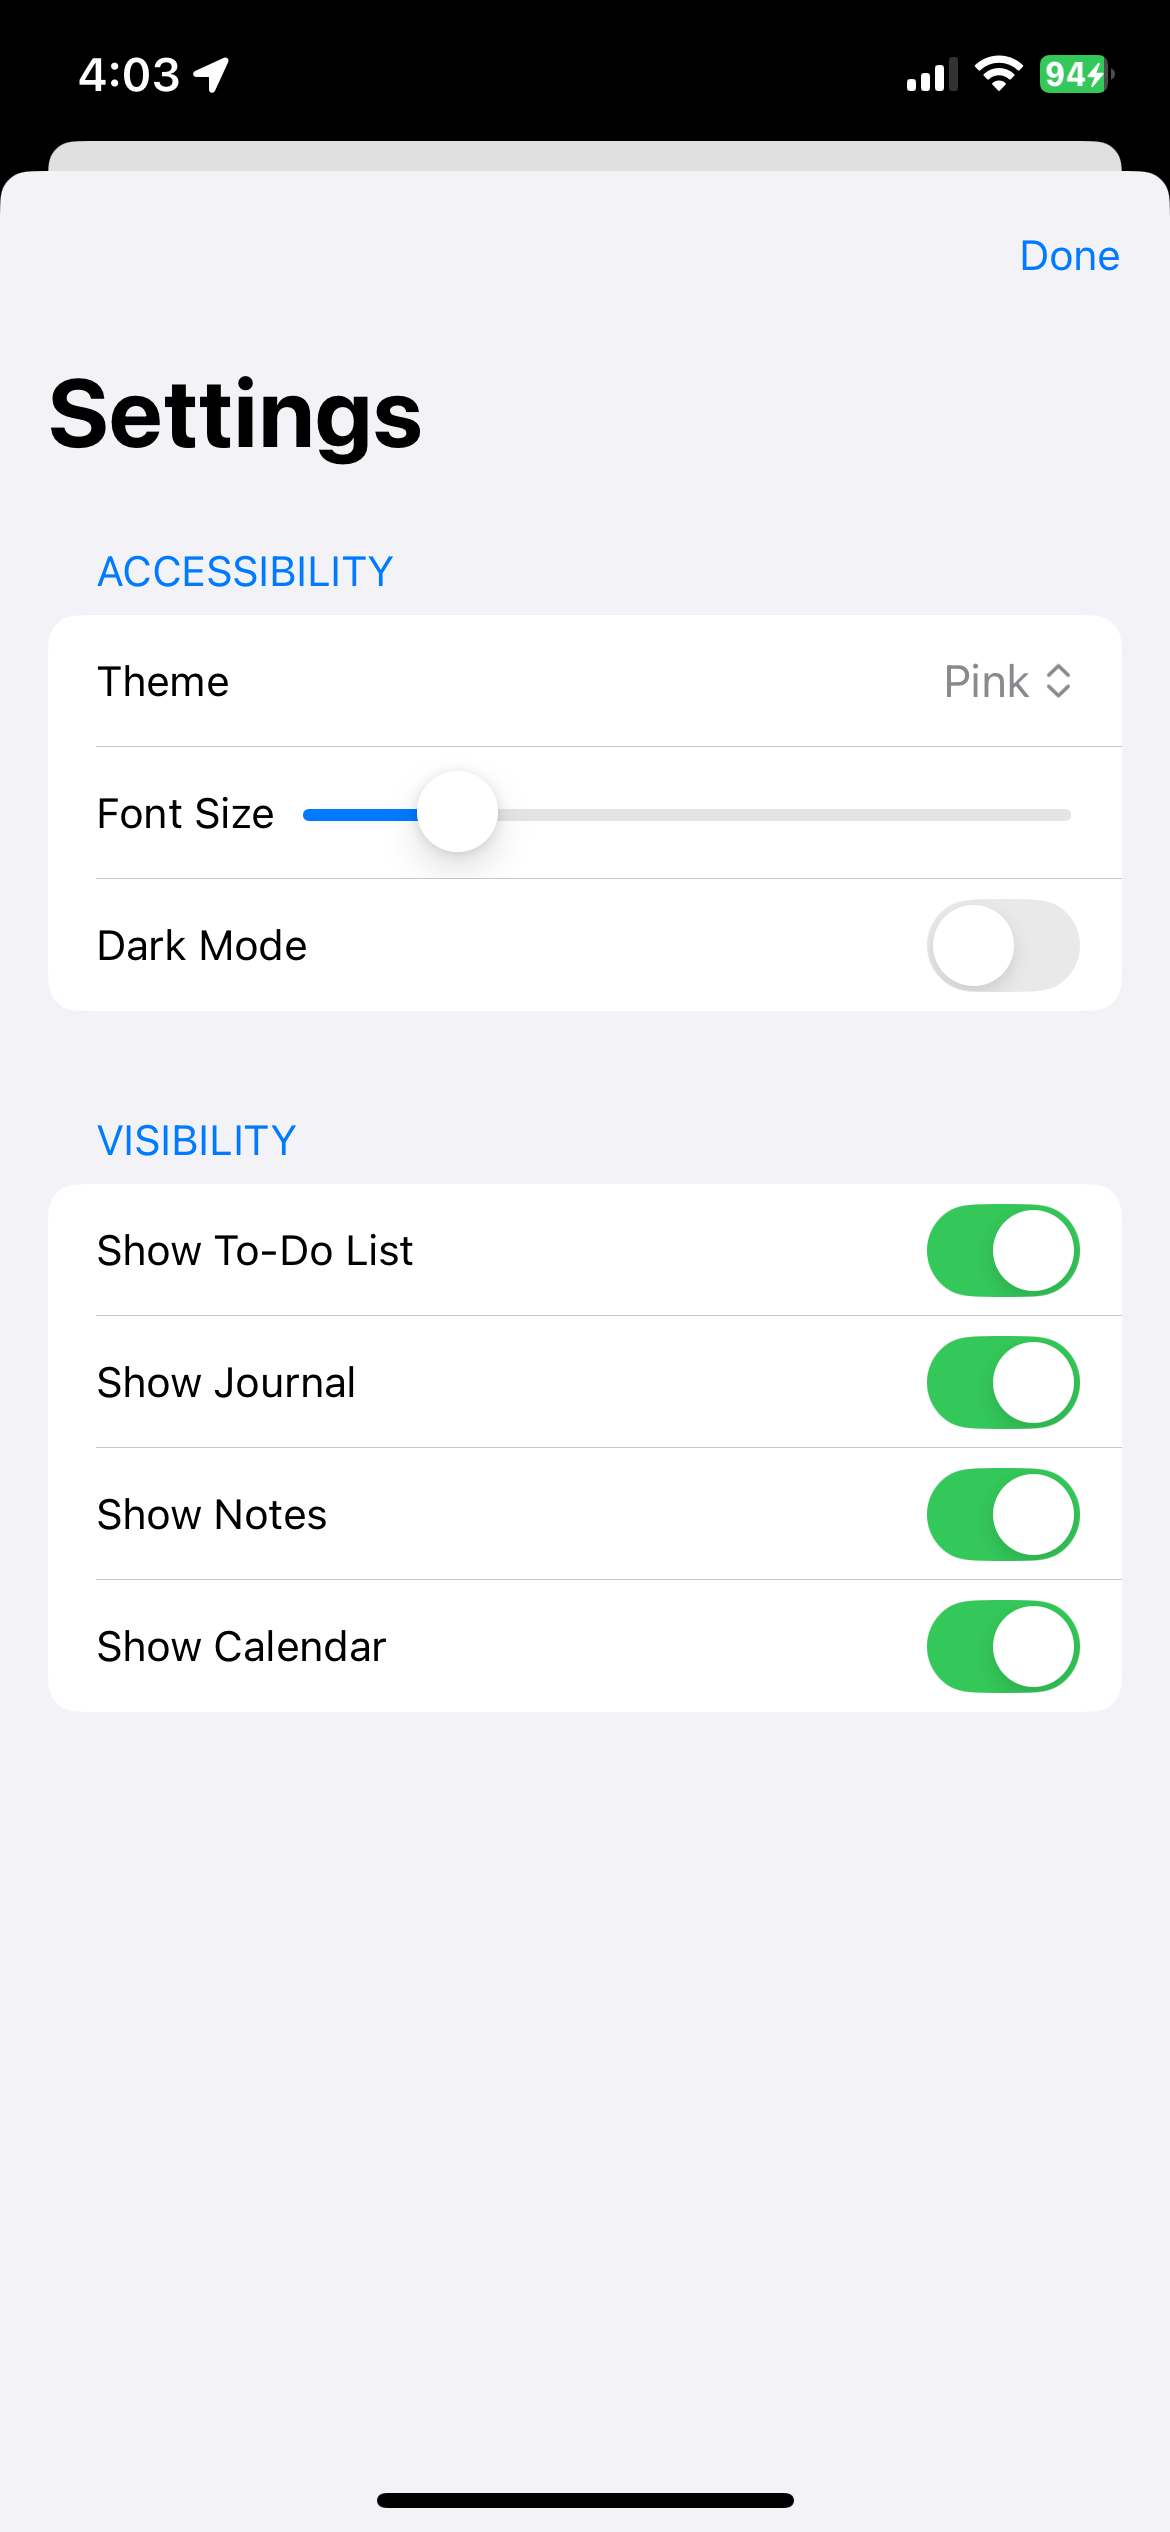 4:03
94
Done
Settings
ACCESSIBILITY
Theme
Pink
Font Size
Dark Mode
VISIBILITY
Show To-Do List
Show Journal
Show Notes
Show Calendar